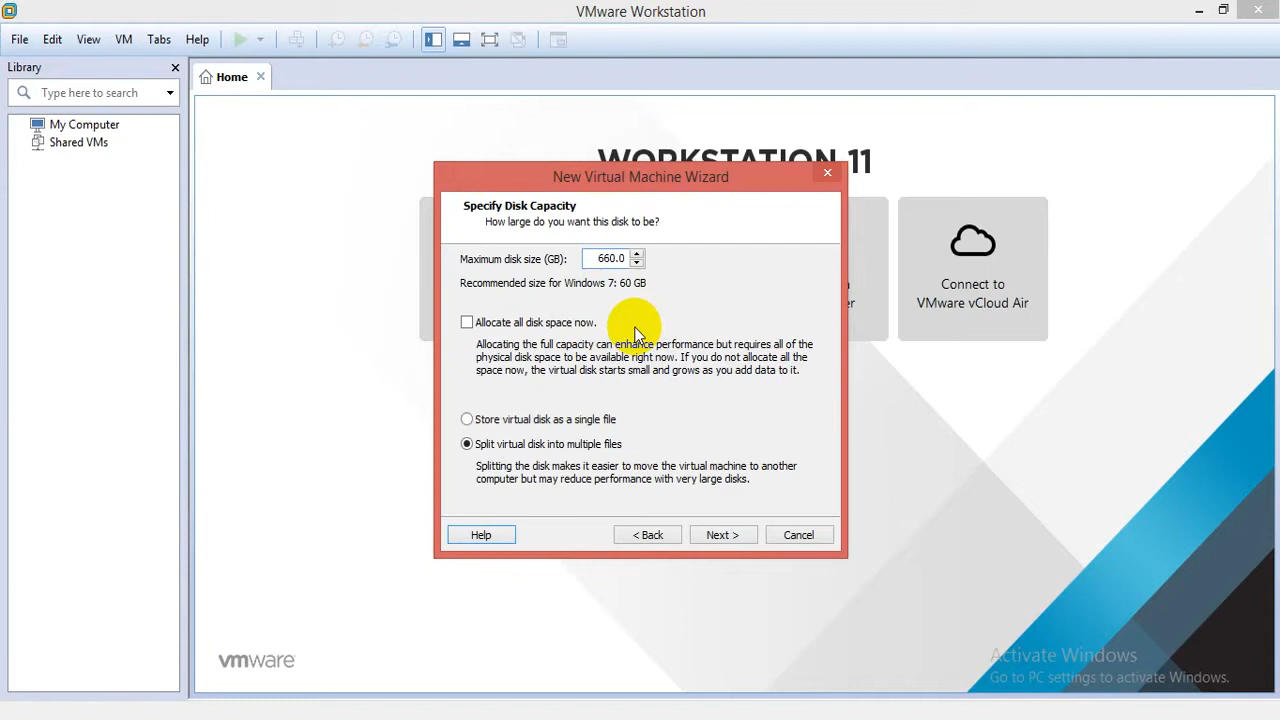 VMware Workstation
File Edit View VM Tabs Help
Library
Type here to search
My Computer
Shared VMs
Home
WORKSTATION 11
Connect to
VMware vCloud Air
New Virtual Machine Wizard
Specify Disk Capacity
How large do you want this disk to be?
Maximum disk size (GB): 660.0
Recommended size for Windows 7: 60 GB
Allocate all disk space now.
Allocating the full capacity can enhance performance but requires all of the
physical disk space to be available right now. If you do not allocate all the
space now, the virtual disk starts small and grows as you add data to it.
Store virtual disk as a single file
Split virtual disk into multiple files
Splitting the disk makes it easier to move the virtual machine to another
computer but may reduce performance with very large disks.
Help < Back Next > Cancel
vmware
Activate Windows
Go to PC settings to activate Windows.